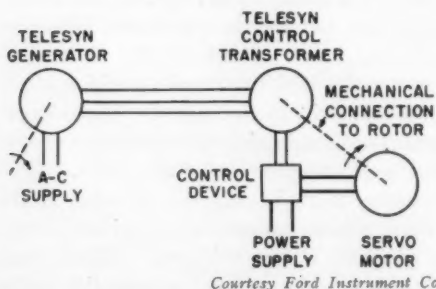 TELESYN
GENERATOR
TELESYN
CONTROL
TRANSFORMER
MECHANICAL
CONNECTION
TO ROTOR
A-C
SUPPLY
CONTROL
DEVICE
POWER
SUPPLY
SERVO
MOTOR
Courtesy Ford Instrument Co